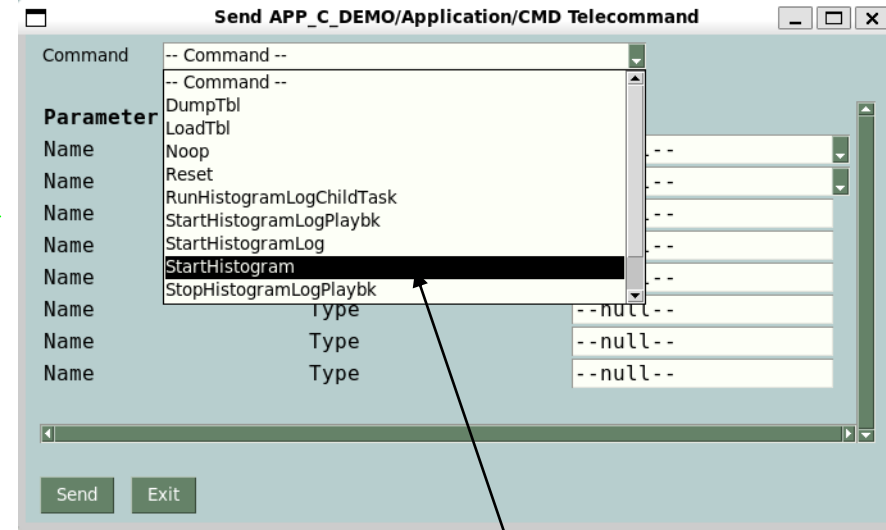 Send APP_C_DEMO/Application/CMD Telecommand
Command -- Command --
-- Command --
DumpTbl
LoadTbl
Noop
Reset
RunHistogramLogChildTask
StartHistogramLogPlaybk
StartHistogramLog
StartHistogram
StopHistogramLogPlaybk
Parameter
Name --
Name --
Name --
Name --
Name --
Name Type --null--
Name Type --null--
Name Type --null--
Send Exit